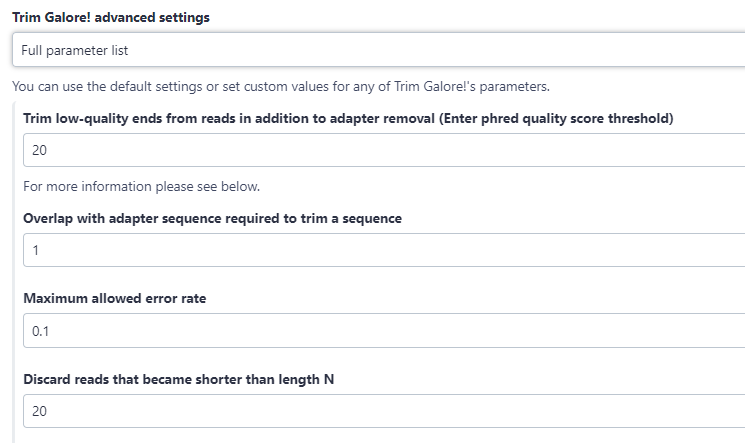 Trim Galore! advanced settings
Full parameter list
You can use the default settings or set custom values for any of Trim Galore!'s parameters.
Trim low-quality ends from reads in addition to adapter removal (Enter phred quality score threshold)
20
For more information please see below.
Overlap with adapter sequence required to trim a sequence
1
Maximum allowed error rate
0.1
Discard reads that became shorter than length N
20